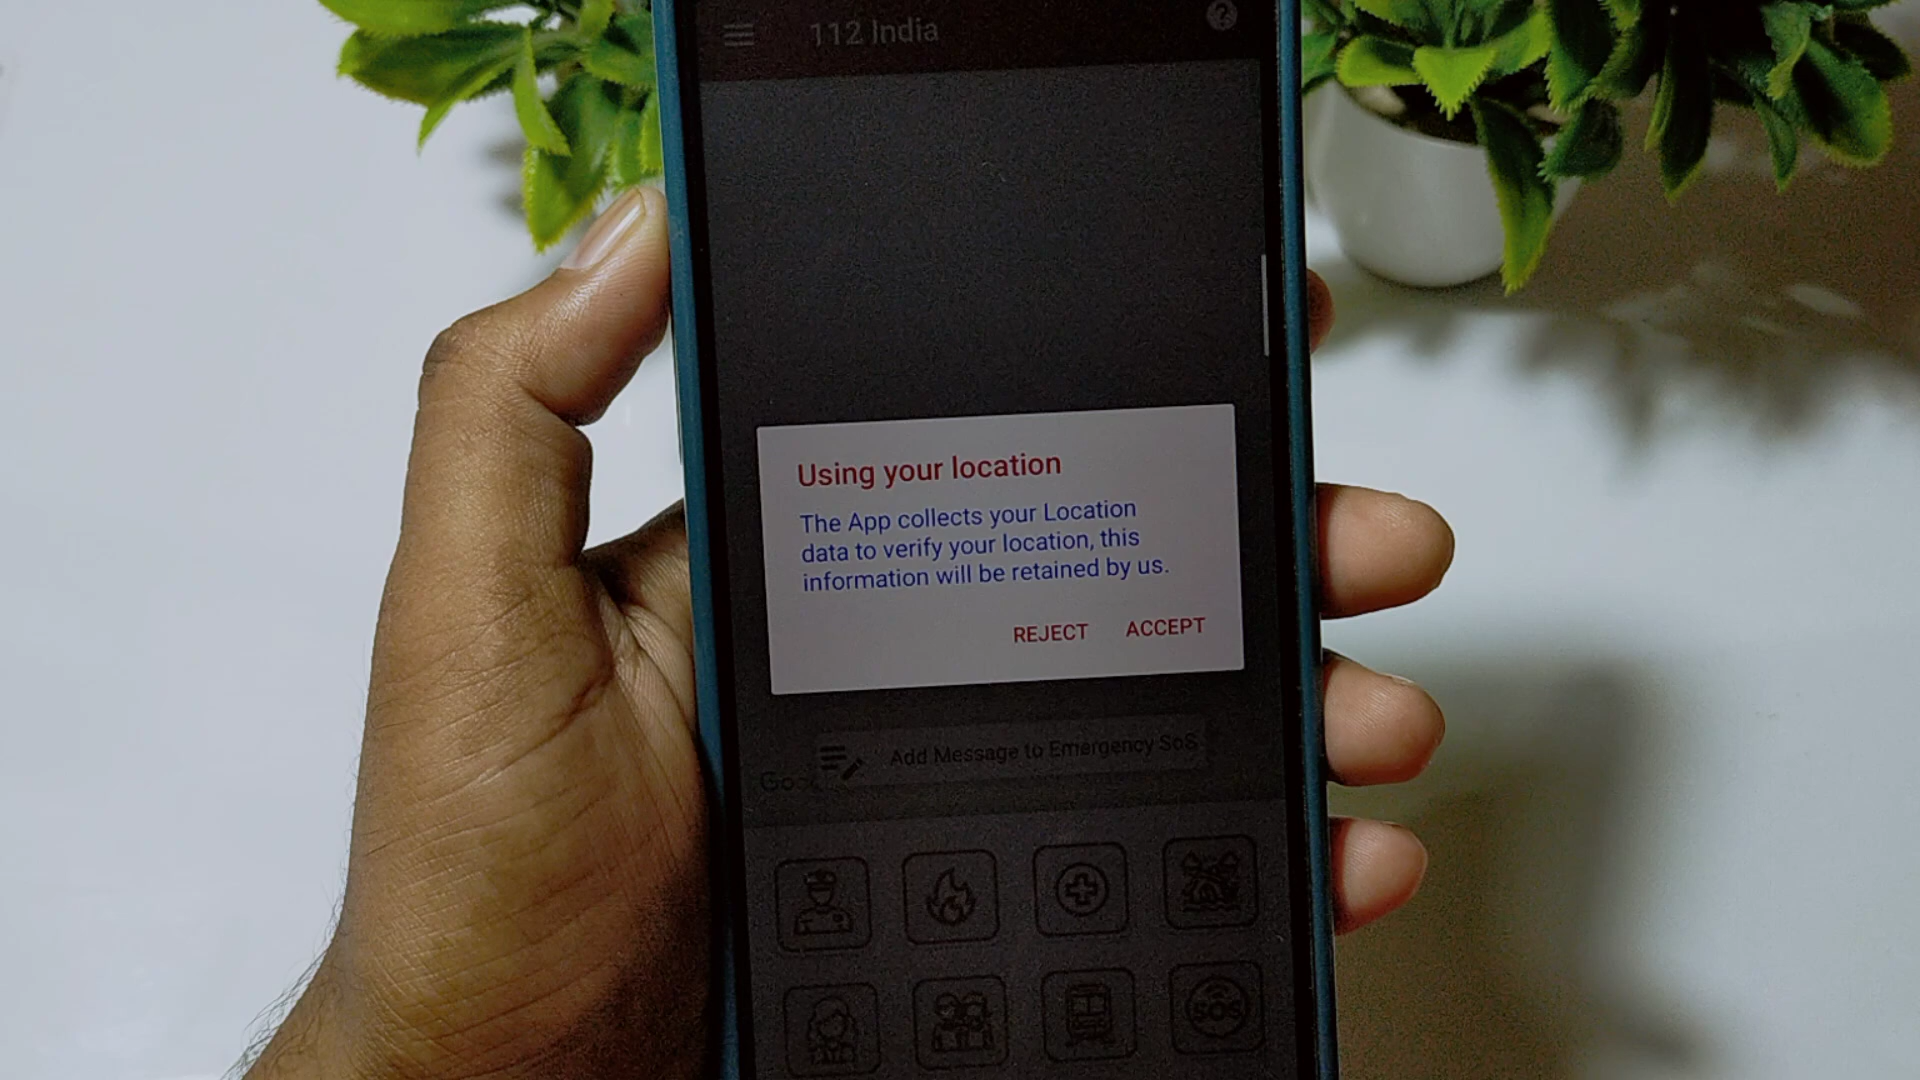 112 India
?
Using your location
The App collects your Location
data to verify your location, this
information will be retained by us.
REJECT ACCEPT
Add Message to Emergency SoS
SOS